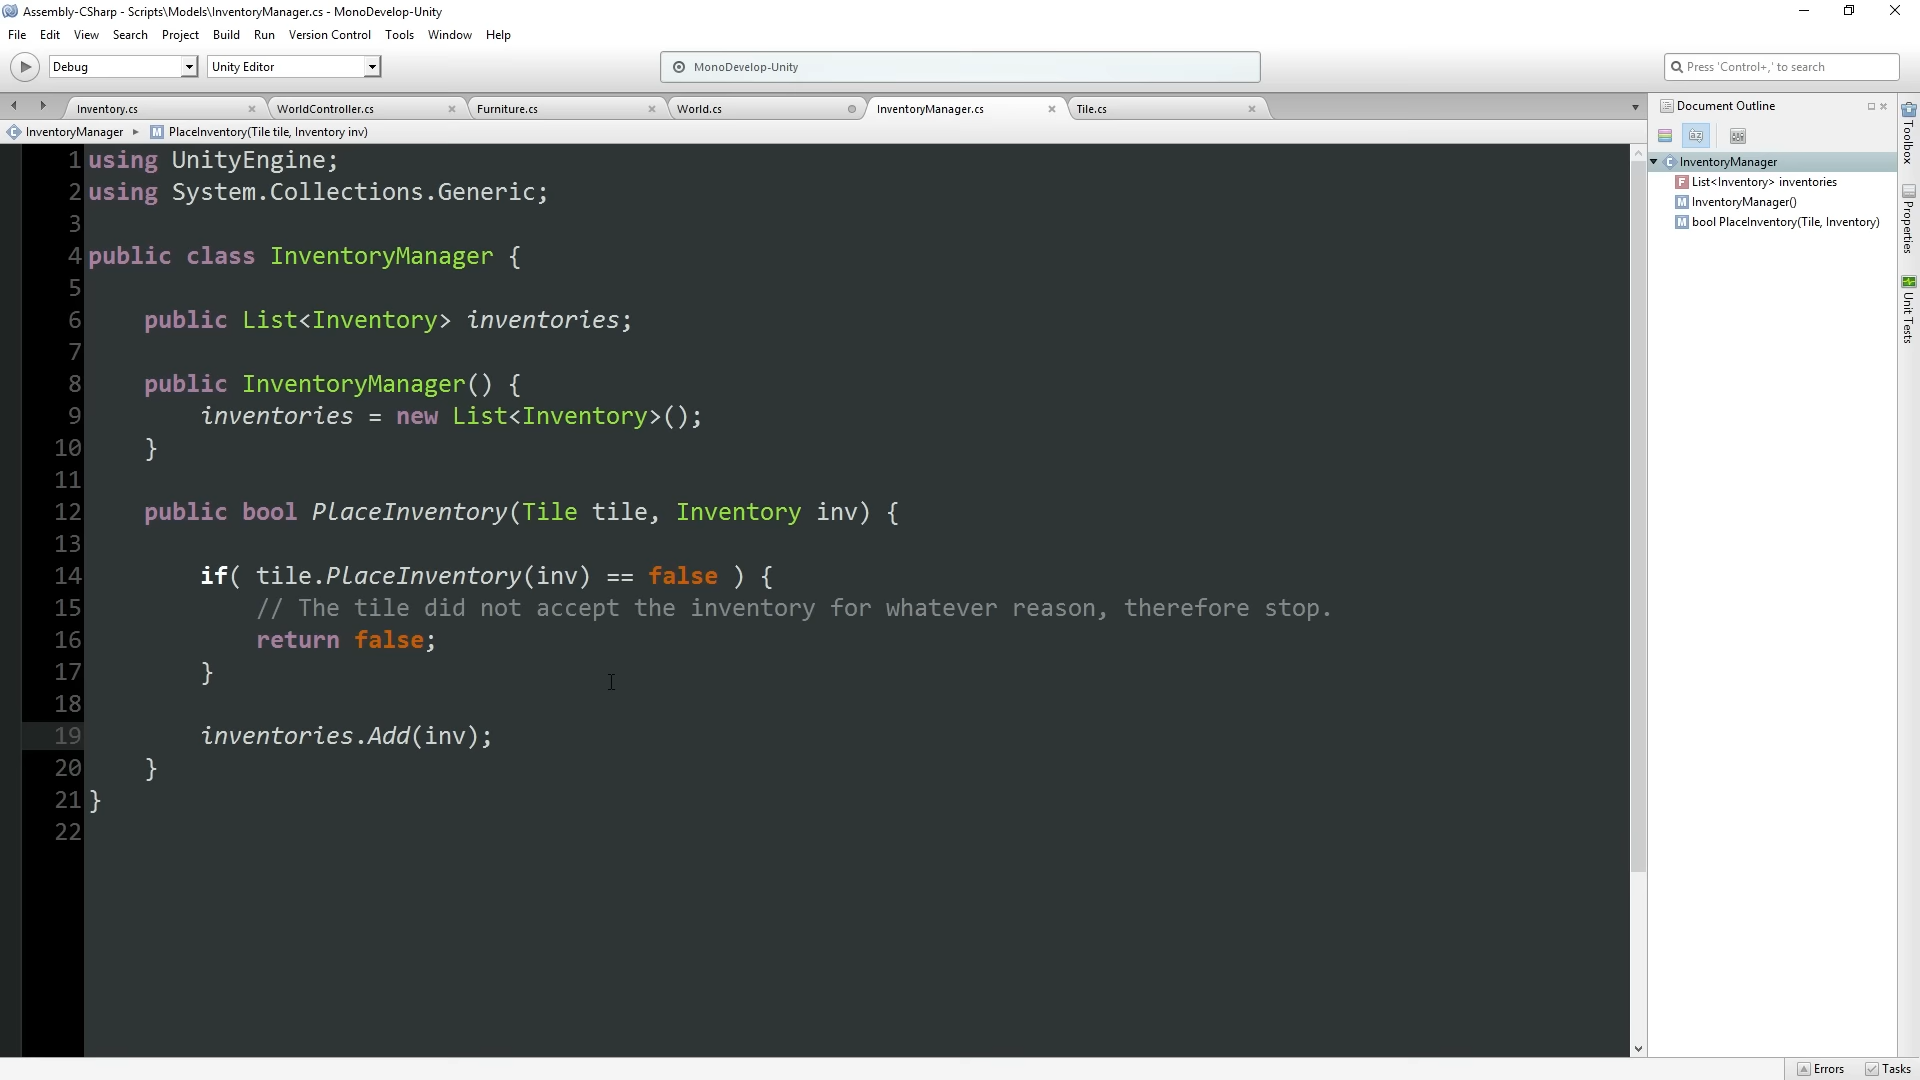 Assembly-CSharp - Scripts\Models\InventoryManager.cs - MonoDevelop-Unity
File Edit View Search Project Build Run Version Control Tools Window Help
Debug Unity Editor MonoDevelop-Unity Press 'Control+,' to search
Inventory.cs WorldController.cs Furniture.cs World.cs InventoryManager.cs Tile.cs
InventoryManager PlaceInventory(Tile tile, Inventory inv)
1 using UnityEngine;
2 using System.Collections.Generic;
3
4 public class InventoryManager {
5
6 public List<Inventory> inventories;
7
8 public InventoryManager() {
9 inventories = new List<Inventory>();
10 }
11
12 public bool PlaceInventory(Tile tile, Inventory inv) {
13
14 if( tile.PlaceInventory(inv) == false ) {
15 // The tile did not accept the inventory for whatever reason, therefore stop.
16 return false;
17 }
18
19 inventories.Add(inv);
20 }
21 }
22
Document Outline
InventoryManager
List<Inventory> inventories
InventoryManager()
bool PlaceInventory(Tile, Inventory)
Toolbox
Properties
Unit Tests
Errors Tasks